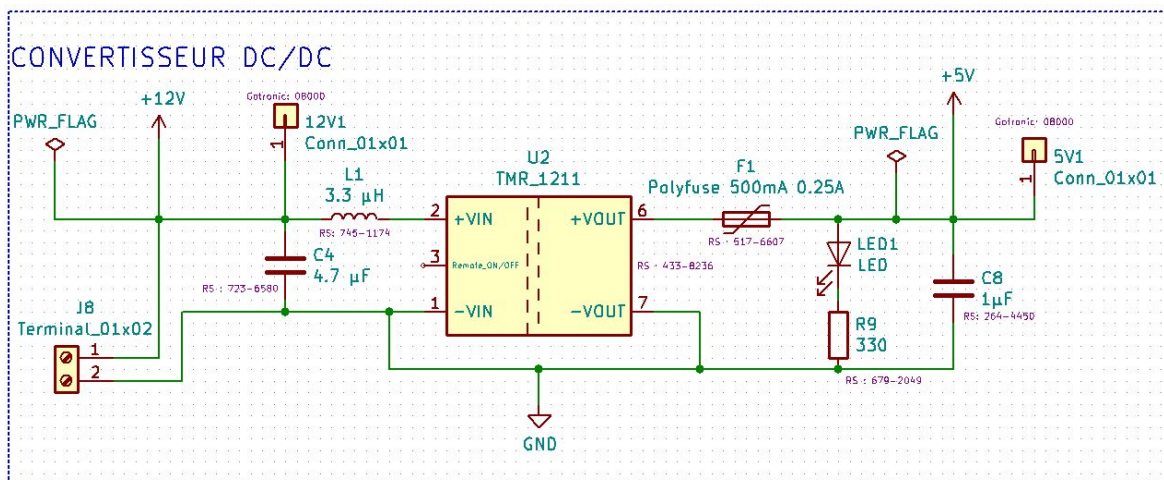 CONVERTISSEUR DC/DC
PWR_FLAG
+12V
Gotronic: 08000
12V1
Conn_01x01
1
L1
3.3 µH
RS: 745-1174
C4
4.7 µF
RS : 723-6580
J8
Terminal_01x02
1
2
U2
TMR_1211
2
+VIN
3
Remote_ON/OFF
1
-VIN
+VOUT
6
RS : 433-8236
-VOUT
7
F1
Polyfuse 500mA 0.25A
RS : 517-6607
PWR_FLAG
+5V
Gotronic: 08000
5V1
Conn_01x01
1
LED1
LED
R9
330
RS : 679-2049
C8
1µF
RS: 264-4450
GND